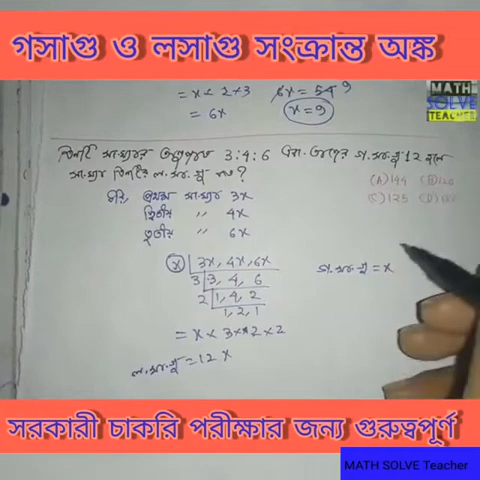 গসাগু ও লসাগু সংক্রান্ত অঙ্ক
= x × 2 × 3
6x = 54 9
= 6x
x = 9
MATH
SOLVE
TEACHER
তিনটি সংখ্যার অনুপাত 3:4:6 এবং তাদের গ.সা.গু 12 হলে
সংখ্যা তিনটির ল.সা.গু কত?
(A) 144 (B) 120
(C) 125 (D)
ধরি, প্রথম সংখ্যা 3x
দ্বিতীয় " 4x
তৃতীয় " 6x
x 3x, 4x, 6x
3 3, 4, 6
2 1, 4, 2
1, 2, 1
গ.সা.গু = x
= x × 3 × 2 × 2
ল.সা.গু = 12 x
সরকারী চাকরি পরীক্ষার জন্য গুরুত্বপূর্ণ
MATH SOLVE Teacher